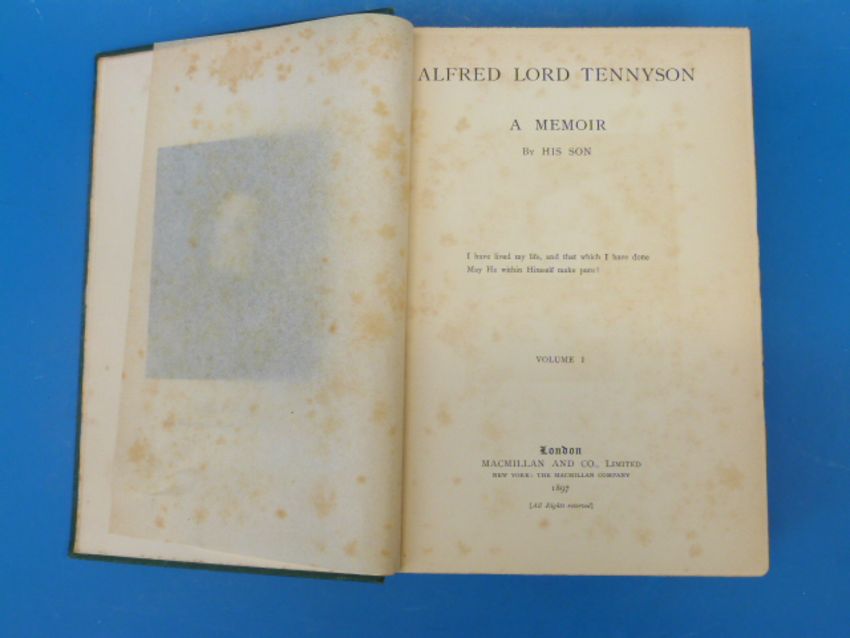 ALFRED LORD TENNYSON
A MEMOIR
By HIS SON
I have lived my life, and that which I have done
May He within Himself make pure!
VOLUME I
London
MACMILLAN AND CO., LIMITED
NEW YORK: THE MACMILLAN COMPANY
1897
[All Rights reserved]